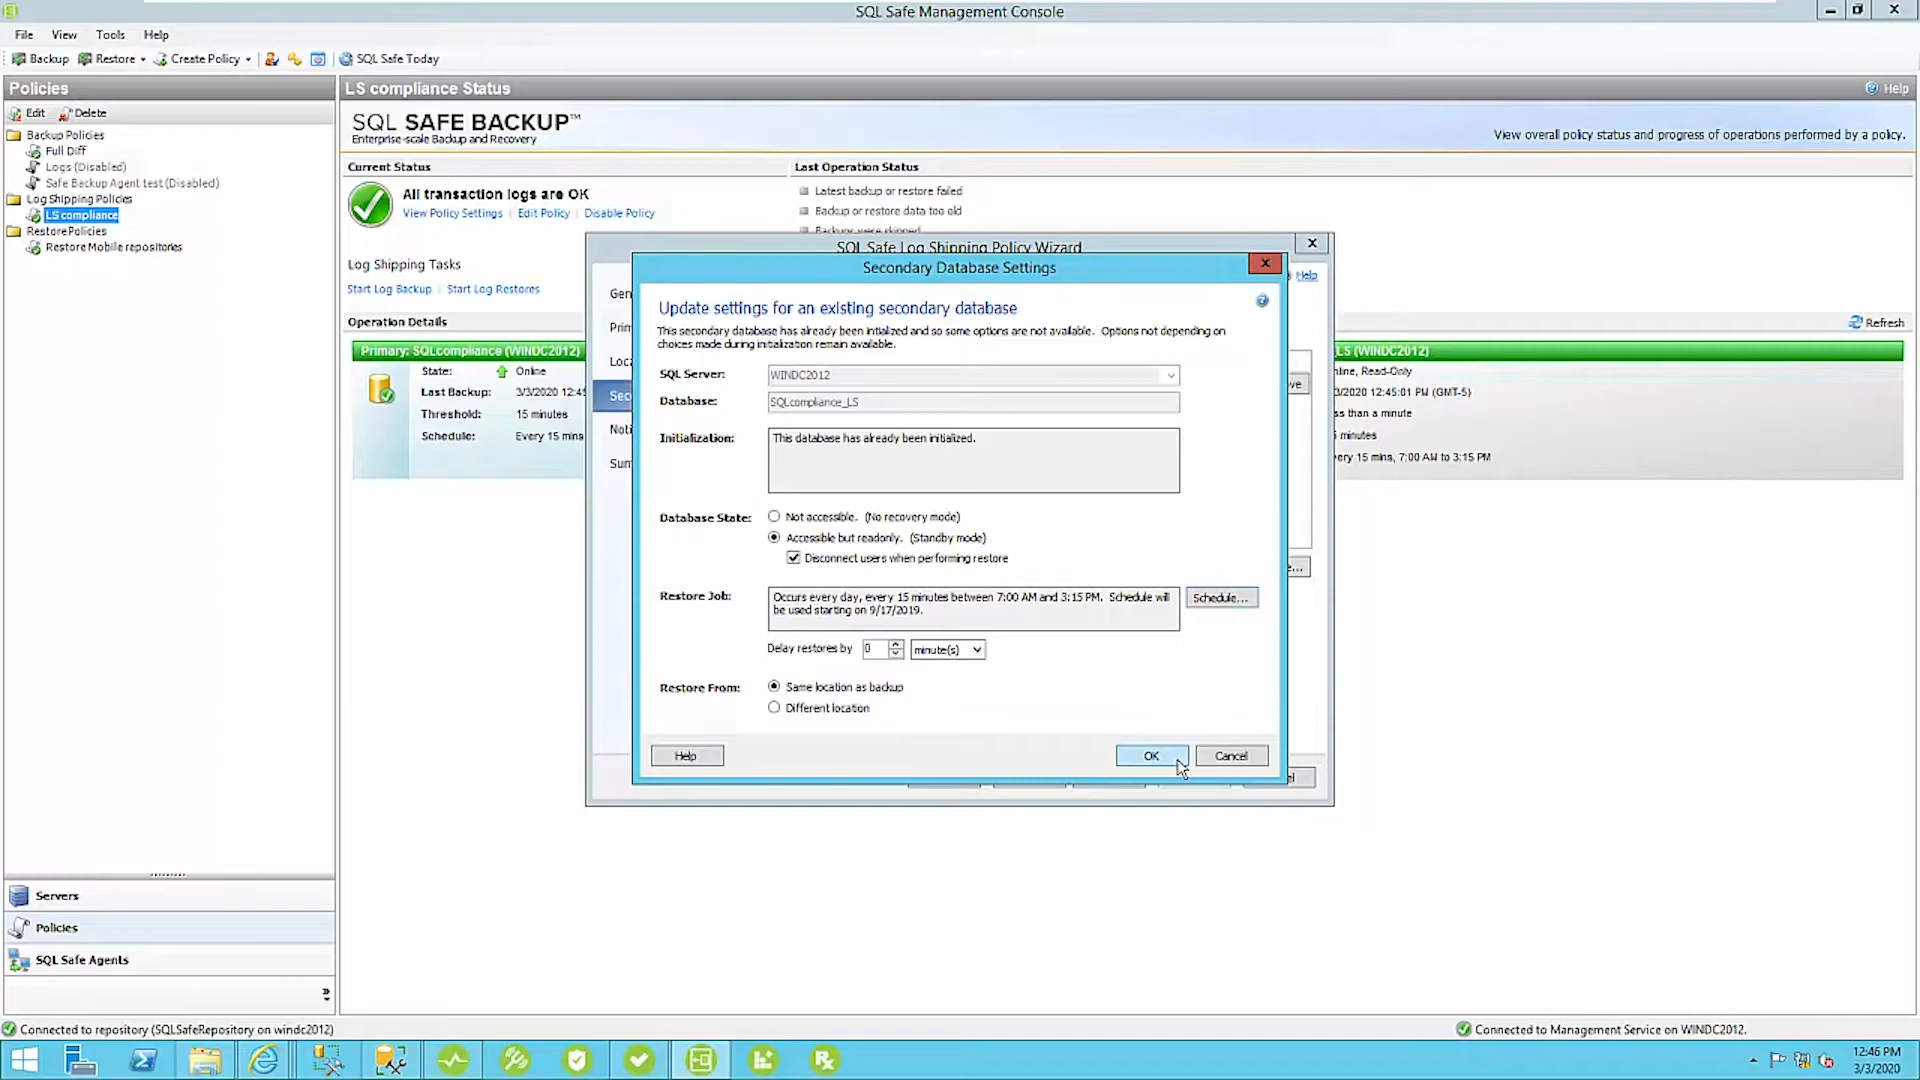 SQL Safe Management Console
File View Tools Help
Backup Restore Create Policy SQL Safe Today
Policies
Edit Delete
Backup Policies
Full Diff
Logs (Disabled)
Safe Backup Agent test (Disabled)
Log Shipping Policies
LS compliance
Restore Policies
Restore Mobile repositories
Servers
Policies
SQL Safe Agents
LS compliance Status
Help
SQL SAFE BACKUP™
Enterprise-scale Backup and Recovery
View overall policy status and progress of operations performed by a policy.
Current Status
All transaction logs are OK
View Policy Settings | Edit Policy | Disable Policy
Last Operation Status
Latest backup or restore failed
Backup or restore data too old
Backups were skipped
Log Shipping Tasks
Start Log Backup | Start Log Restores
Operation Details
Refresh
Primary: SQLcompliance (WINDC2012)
State: Online
Last Backup: 3/3/2020 12:45
Threshold: 15 minutes
Schedule: Every 15 mins
LS (WINDC2012)
nline, Read-Only
3/2020 12:45:01 PM (GMT-5)
ss than a minute
minutes
ery 15 mins, 7:00 AM to 3:15 PM
SQL Safe Log Shipping Policy Wizard
Help
Gen
Prim
Loca
Seco
Noti
Sum
Secondary Database Settings
Update settings for an existing secondary database
This secondary database has already been initialized and so some options are not available. Options not depending on
choices made during initialization remain available.
SQL Server: WINDC2012
Database: SQLcompliance_LS
Initialization: This database has already been initialized.
Database State: Not accessible. (No recovery mode)
Accessible but readonly. (Standby mode)
Disconnect users when performing restore
Restore Job: Occurs every day, every 15 minutes between 7:00 AM and 3:15 PM. Schedule will
be used starting on 9/17/2019.
Schedule...
Delay restores by 0 minute(s)
Restore From: Same location as backup
Different location
Help OK Cancel
Connected to repository (SQLSafeRepository on windc2012)
Connected to Management Service on WINDC2012.
12:46 PM
3/3/2020